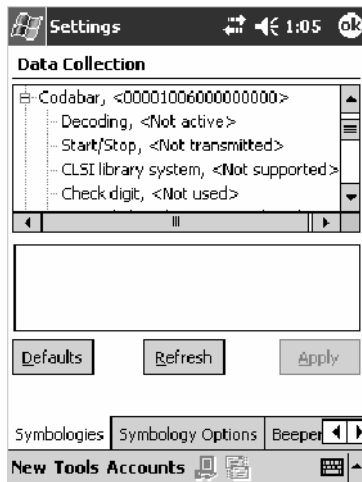 Settings 1:05 ok
Data Collection
Codabar, <00001006000000000>
Decoding, <Not active>
Start/Stop, <Not transmitted>
CLSI library system, <Not supported>
Check digit, <Not used>
Defaults Refresh Apply
Symbologies Symbology Options Beeper
New Tools Accounts